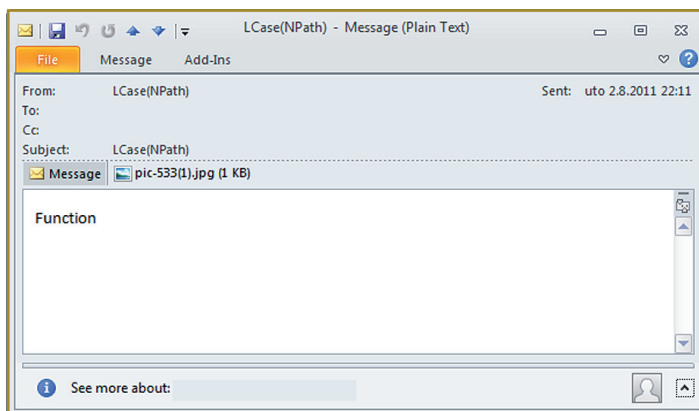 LCase(NPath) - Message (Plain Text)
File Message Add-Ins
From: LCase(NPath) Sent: uto 2.8.2011 22:11
To:
Cc:
Subject: LCase(NPath)
Message pic-533(1).jpg (1 KB)
Function
See more about: